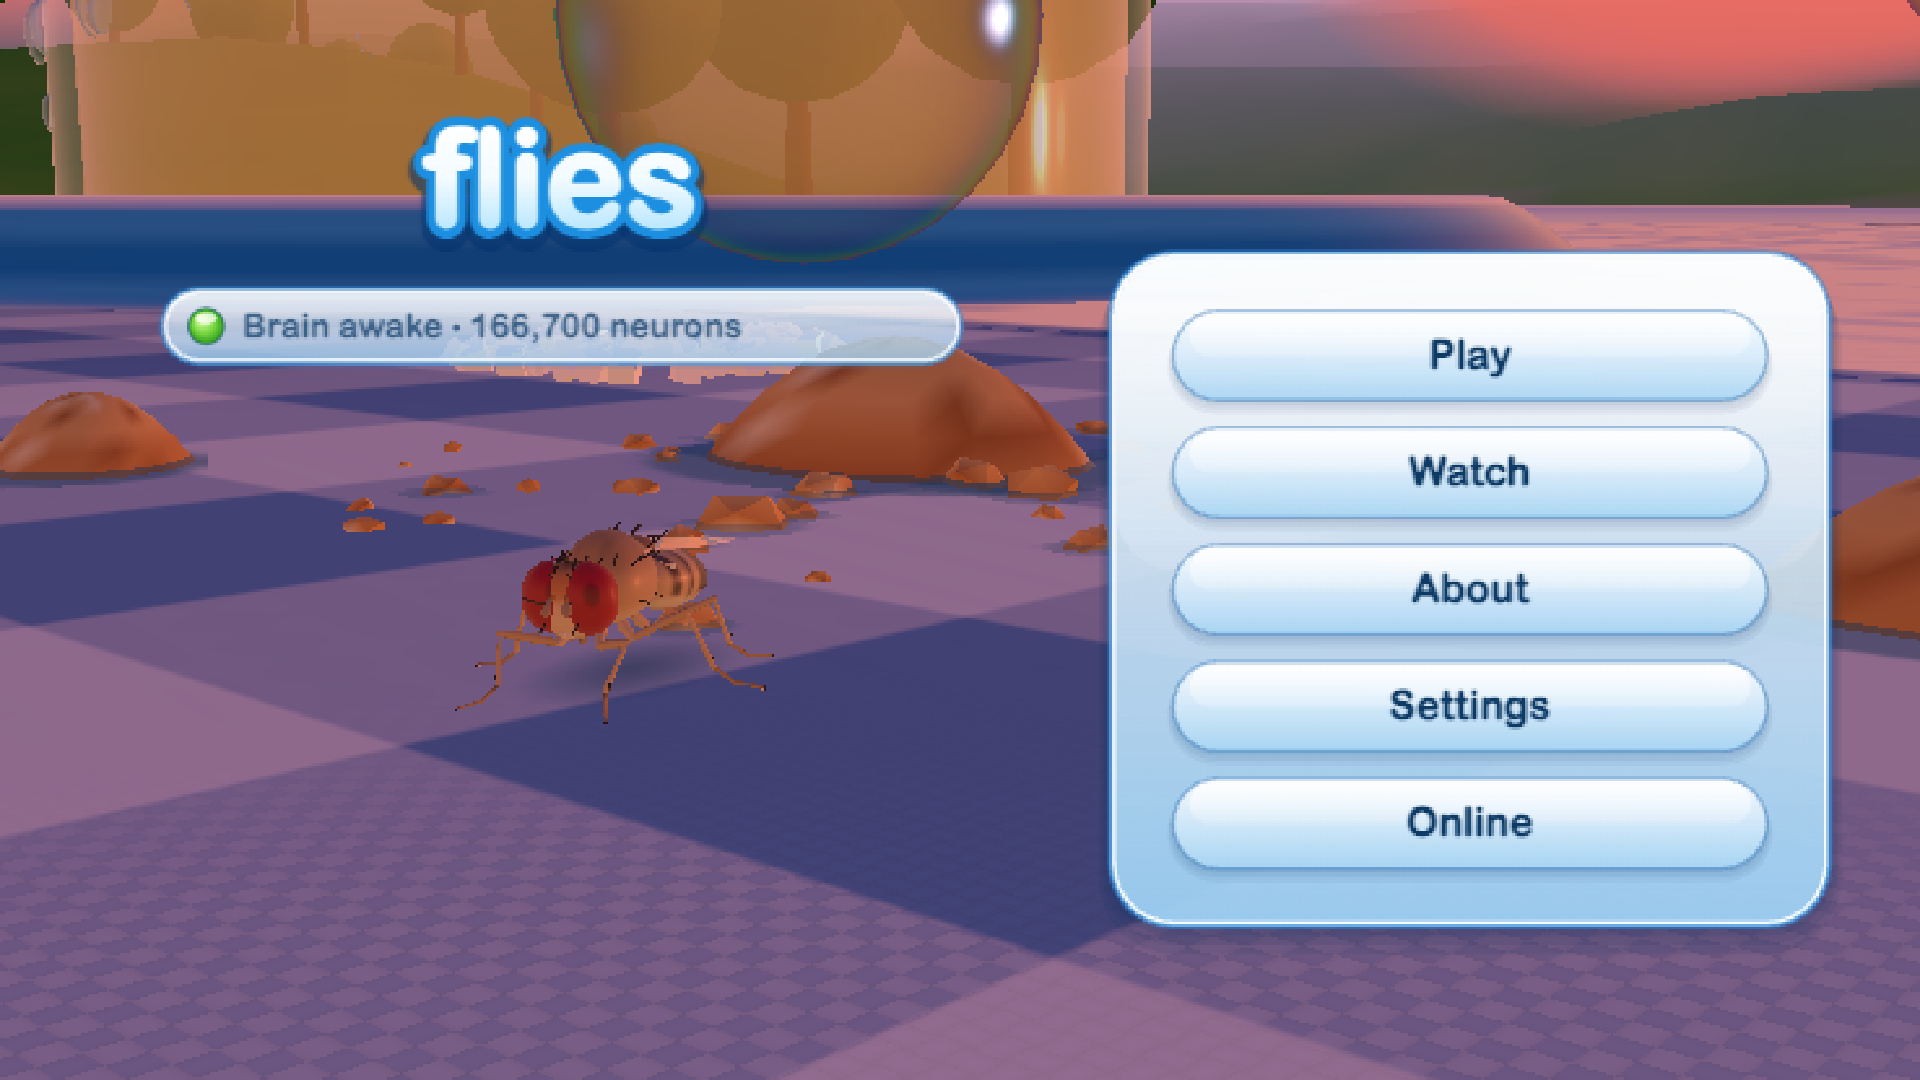 flies
Brain awake · 166,700 neurons
Play
Watch
About
Settings
Online